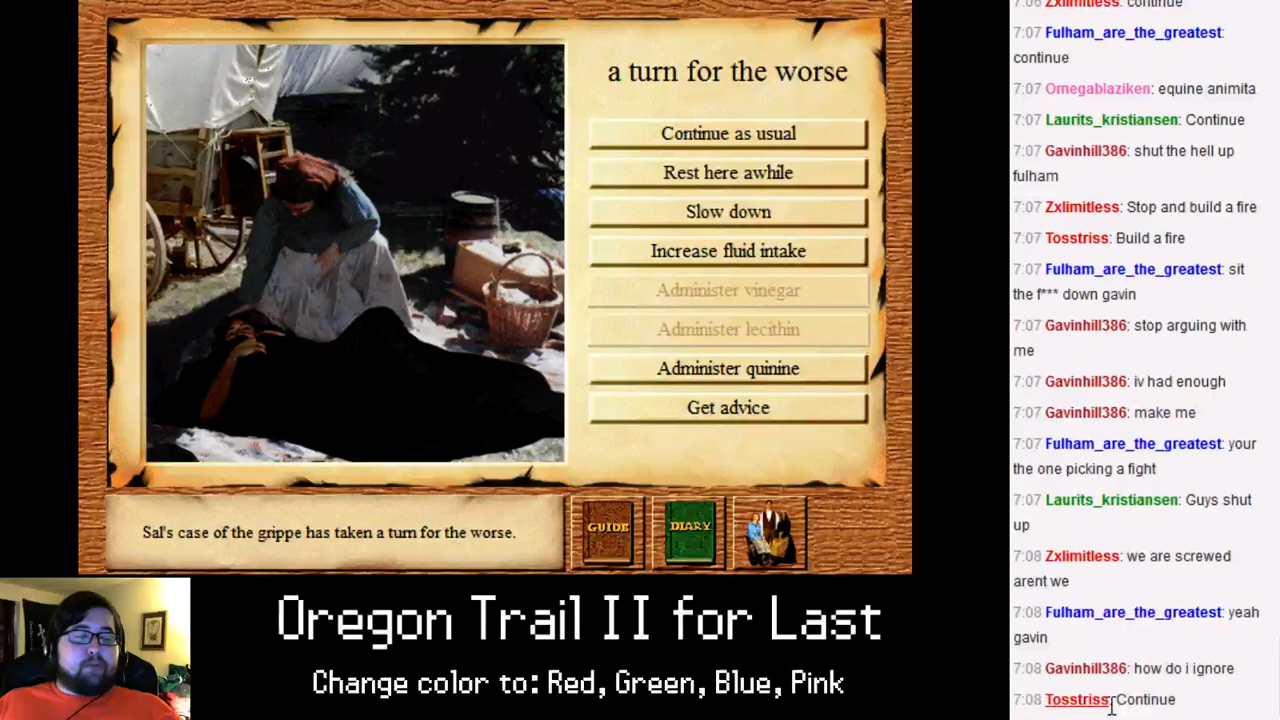 a turn for the worse
Continue as usual
Rest here awhile
Slow down
Increase fluid intake
Administer vinegar
Administer lecithin
Administer quinine
Get advice
Sal's case of the grippe has taken a turn for the worse.
GUIDE
DIARY
Oregon Trail II for Last
Change color to: Red, Green, Blue, Pink
7:06 Zxlimitless: continue
7:07 Fulham_are_the_greatest:
continue
7:07 Omegablaziken: equine animita
7:07 Laurits_kristiansen: Continue
7:07 Gavinhill386: shut the hell up
fulham
7:07 Zxlimitless: Stop and build a fire
7:07 Tosstriss: Build a fire
7:07 Fulham_are_the_greatest: sit
the f*** down gavin
7:07 Gavinhill386: stop arguing with
me
7:07 Gavinhill386: iv had enough
7:07 Gavinhill386: make me
7:07 Fulham_are_the_greatest: your
the one picking a fight
7:07 Laurits_kristiansen: Guys shut
up
7:08 Zxlimitless: we are screwed
arent we
7:08 Fulham_are_the_greatest: yeah
gavin
7:08 Gavinhill386: how do i ignore
7:08 Tosstriss: Continue